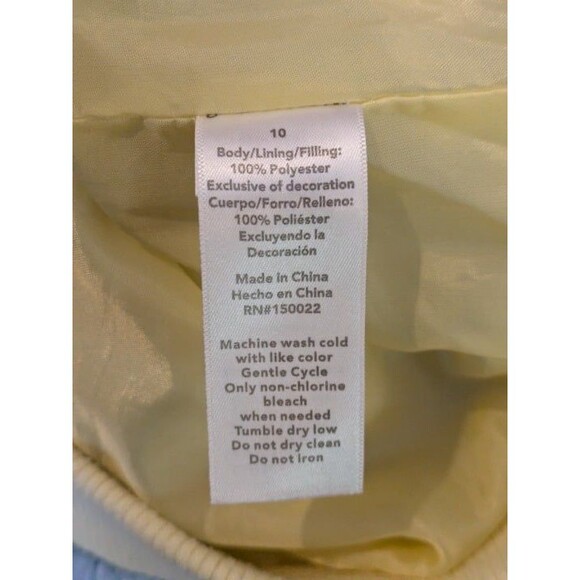 10
Body/Lining/Filling:
100% Polyester
Exclusive of decoration
Cuerpo/Forro/Relleno:
100% Poliéster
Excluyendo la
Decoración
Made in China
Hecho en China
RN#150022
Machine wash cold
with like color
Gentle Cycle
Only non-chlorine
bleach
when needed
Tumble dry low
Do not dry clean
Do not iron